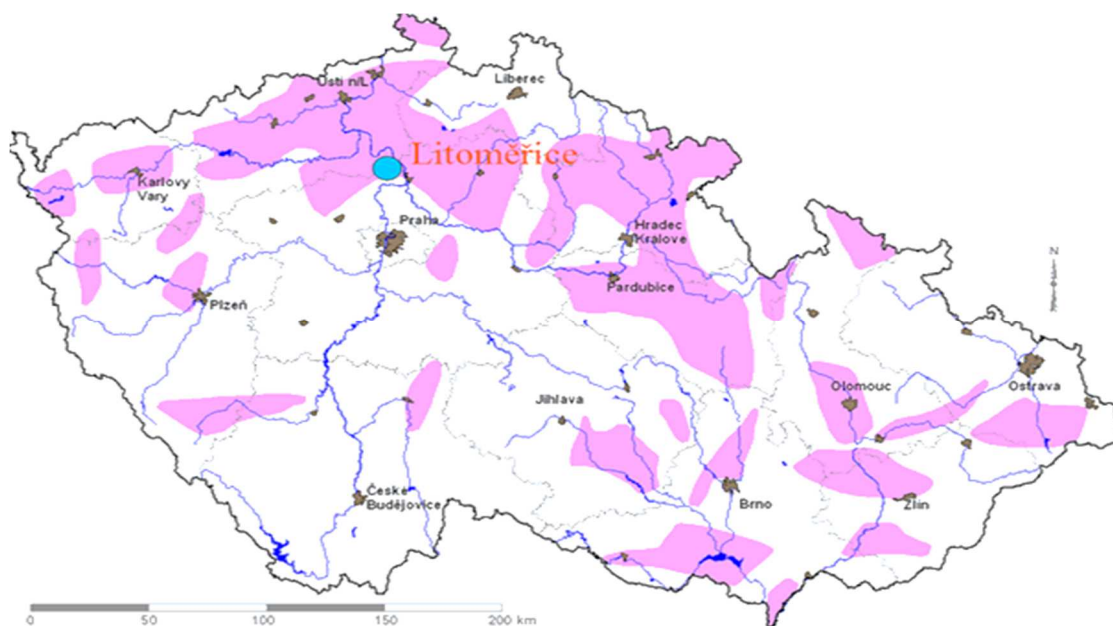 Ústí n/L
Liberec
Litoměřice
Karlovy
Vary
Praha
Hradec
Kralove
Pardubice
Plzeň
N
Olomouc
Ostrava
Jihlava
České
Budějovice
Brno
Zlín
0 50 100 150 200 km